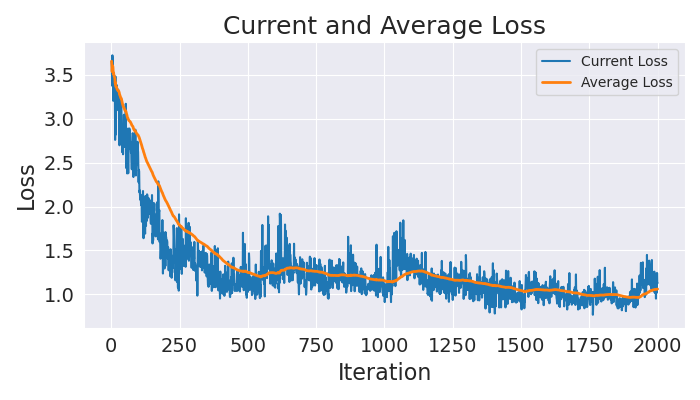 Current and Average Loss
Current Loss
Average Loss
Loss
3.5
3.0
2.5
2.0
1.5
1.0
0 250 500 750 1000 1250 1500 1750 2000
Iteration